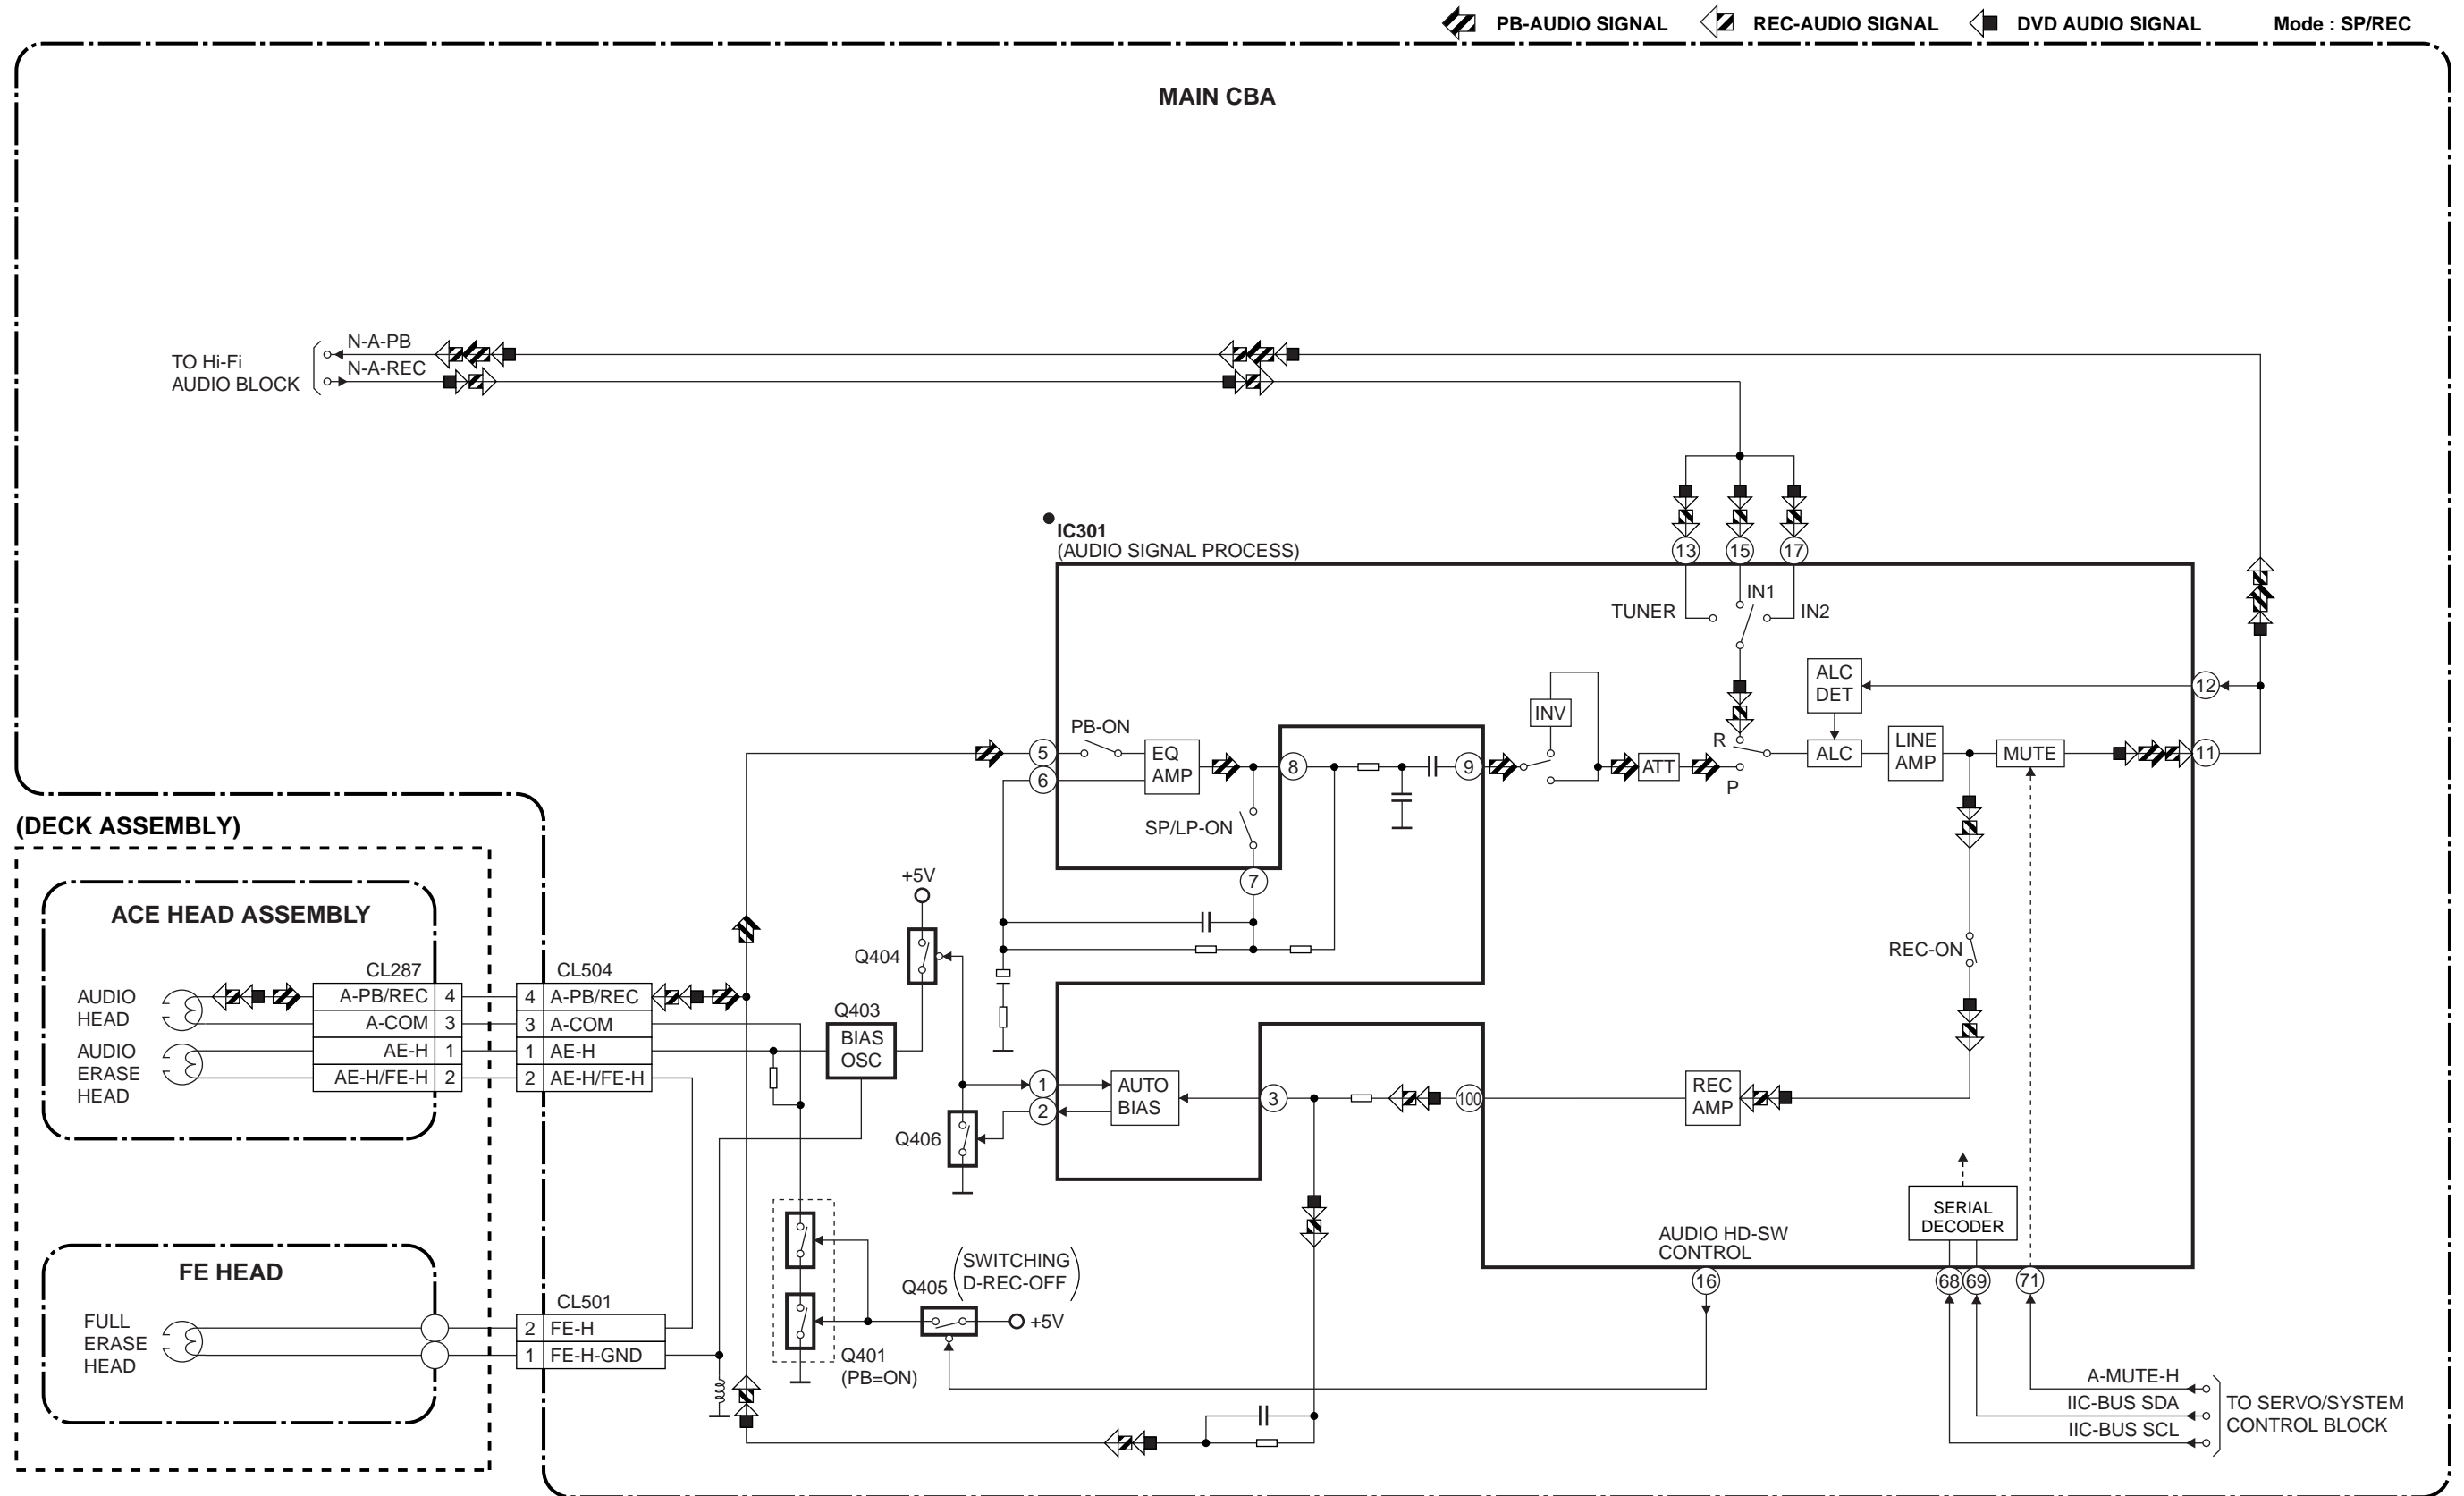 PB-AUDIO SIGNAL REC-AUDIO SIGNAL DVD AUDIO SIGNAL Mode : SP/REC
MAIN CBA
TO Hi-Fi
AUDIO BLOCK
N-A-PB
N-A-REC
IC301
(AUDIO SIGNAL PROCESS)
13 15 17
TUNER
IN1
IN2
ALC
DET
12
INV
PB-ON
5
6
EQ
AMP
8
9
ATT
R
P
ALC
LINE
AMP
MUTE
11
SP/LP-ON
7
(DECK ASSEMBLY)
ACE HEAD ASSEMBLY
AUDIO
HEAD
AUDIO
ERASE
HEAD
CL287
A-PB/REC 4
A-COM 3
AE-H 1
AE-H/FE-H 2
CL504
4 A-PB/REC
3 A-COM
1 AE-H
2 AE-H/FE-H
+5V
Q404
Q403
BIAS
OSC
Q406
1
2
AUTO
BIAS
3
100
REC
AMP
REC-ON
SERIAL
DECODER
AUDIO HD-SW
CONTROL
16
68 69 71
FE HEAD
FULL
ERASE
HEAD
CL501
2 FE-H
1 FE-H-GND
Q401
(PB=ON)
Q405
(SWITCHING
D-REC-OFF)
+5V
A-MUTE-H
IIC-BUS SDA
IIC-BUS SCL
TO SERVO/SYSTEM
CONTROL BLOCK